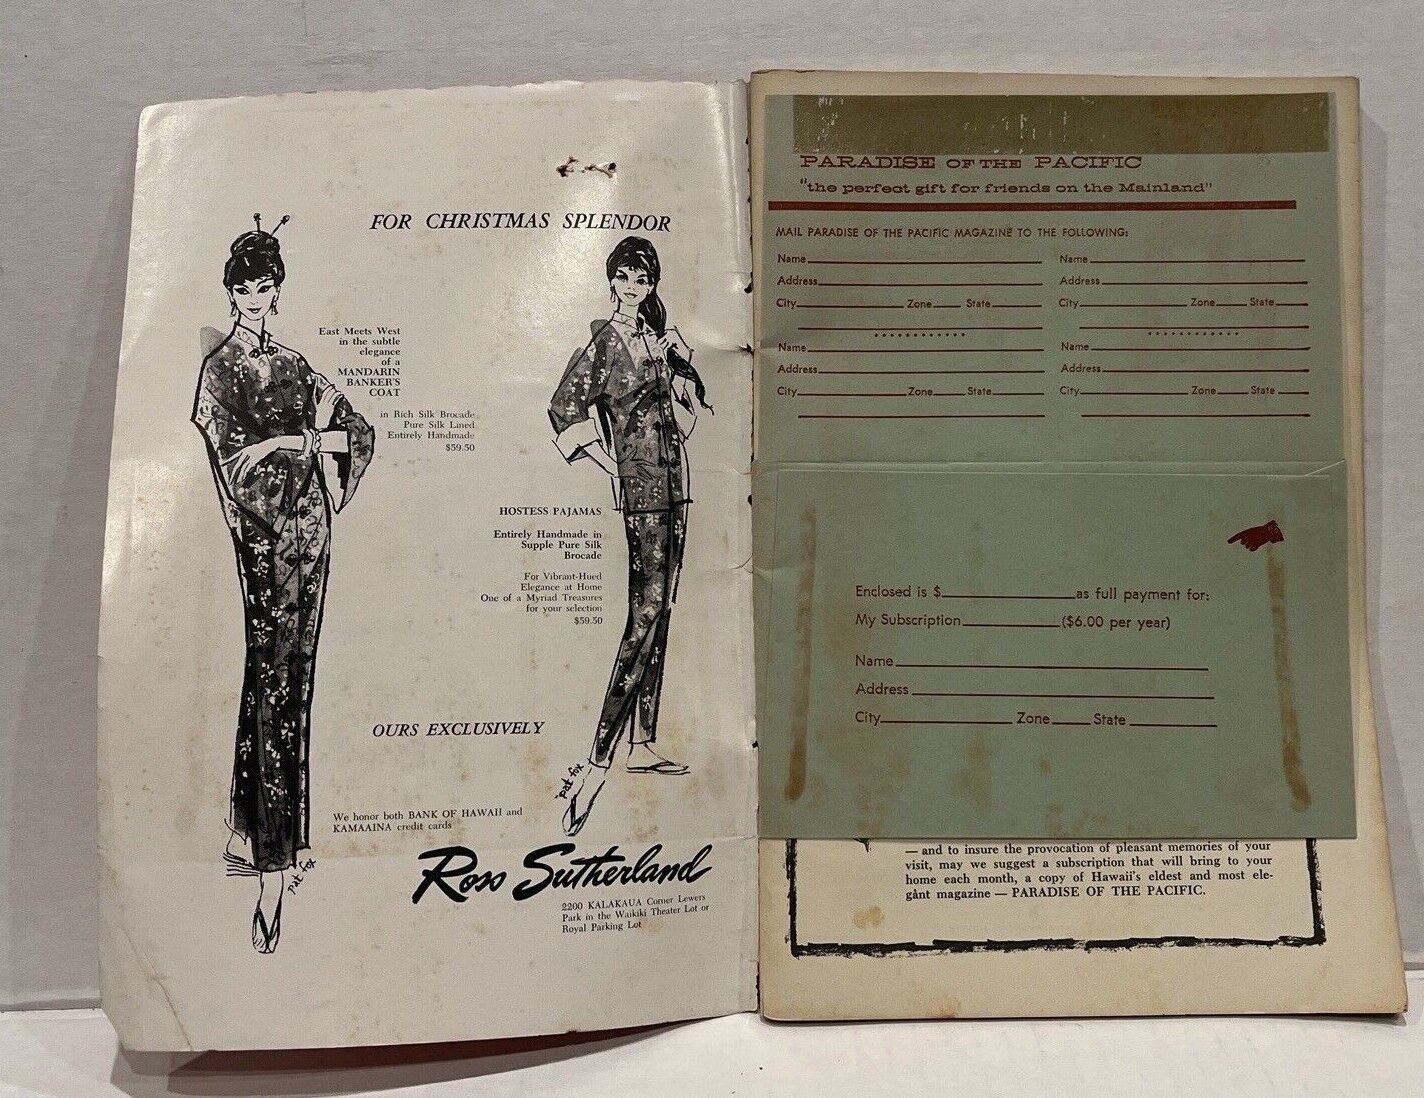 FOR CHRISTMAS SPLENDOR
East Meets West
in the subtle
elegance
of a
MANDARIN
BANKER'S
COAT
in Rich Silk Brocade
Pure Silk Lined
Entirely Handmade
$59.50
HOSTESS PAJAMAS
Entirely Handmade in
Supple Pure Silk
Brocade
For Vibrant-Hued
Elegance at Home
One of a Myriad Treasures
for your selection
$59.50
OURS EXCLUSIVELY
pat fox
We honor both BANK OF HAWAII and
KAMAAINA credit cards
pat fox
Ross Sutherland
2200 KALAKAUA Corner Lewers
Park in the Waikiki Theater Lot or
Royal Parking Lot
PARADISE OF THE PACIFIC
"the perfect gift for friends on the Mainland"
MAIL PARADISE OF THE PACIFIC MAGAZINE TO THE FOLLOWING:
Name Name
Address Address
City Zone State City Zone State
Name Name
Address Address
City Zone State City Zone State
Enclosed is $ as full payment for:
My Subscription ($6.00 per year)
Name
Address
City Zone State
— and to insure the provocation of pleasant memories of your
visit, may we suggest a subscription that will bring to your
home each month, a copy of Hawaii's eldest and most ele-
gant magazine — PARADISE OF THE PACIFIC.